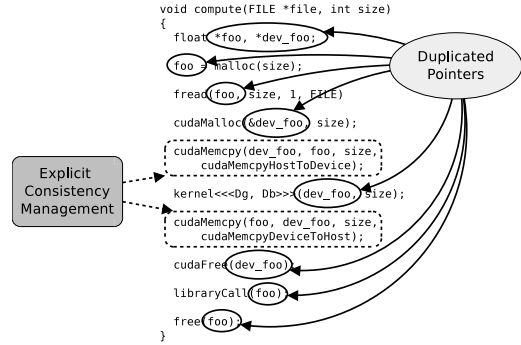 void compute(FILE *file, int size)
{
float *foo, *dev_foo;
foo = malloc(size);
fread(foo, size, 1, FILE)
cudaMalloc(&dev_foo, size);
cudaMemcpy(dev_foo, foo, size,
cudaMemcpyHostToDevice);
kernel<<<Dg, Db>>>(dev_foo, size);
cudaMemcpy(foo, dev_foo, size,
cudaMemcpyDeviceToHost);
cudaFree(dev_foo);
libraryCall(foo);
free(foo);
}
Duplicated
Pointers
Explicit
Consistency
Management